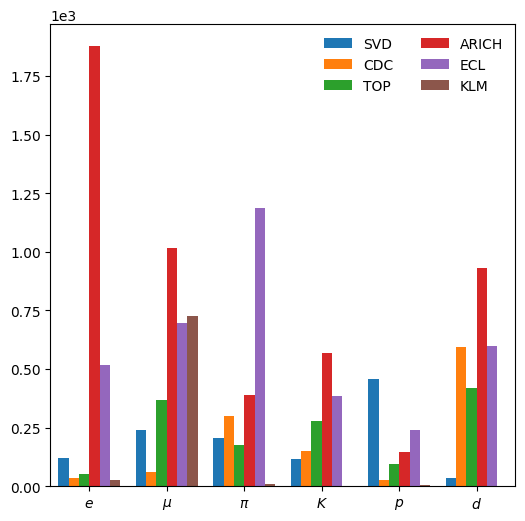 1e3
SVD ARICH
CDC ECL
TOP KLM
1.75
1.50
1.25
1.00
0.75
0.50
0.25
0.00
e μ π K p d